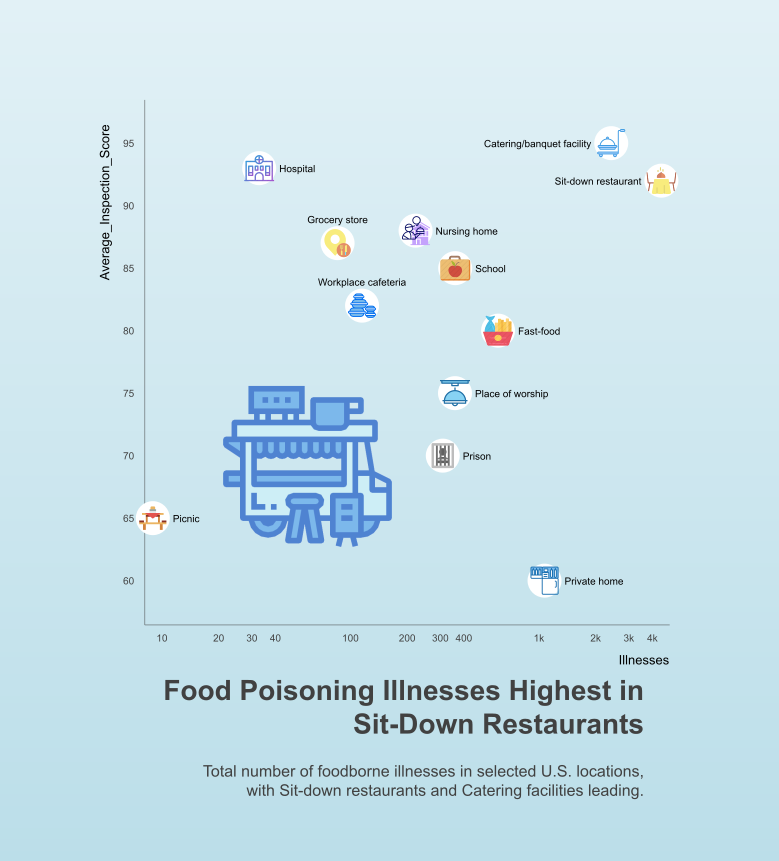 Average_Inspection_Score
95
90
85
80
75
70
65
60
Catering/banquet facility
Hospital
Sit-down restaurant
Grocery store
Nursing home
School
Workplace cafeteria
Fast-food
Place of worship
Prison
Picnic
Private home
10 20 30 40 100 200 300 400 1k 2k 3k 4k
Illnesses
Food Poisoning Illnesses Highest in
Sit-Down Restaurants
Total number of foodborne illnesses in selected U.S. locations,
with Sit-down restaurants and Catering facilities leading.